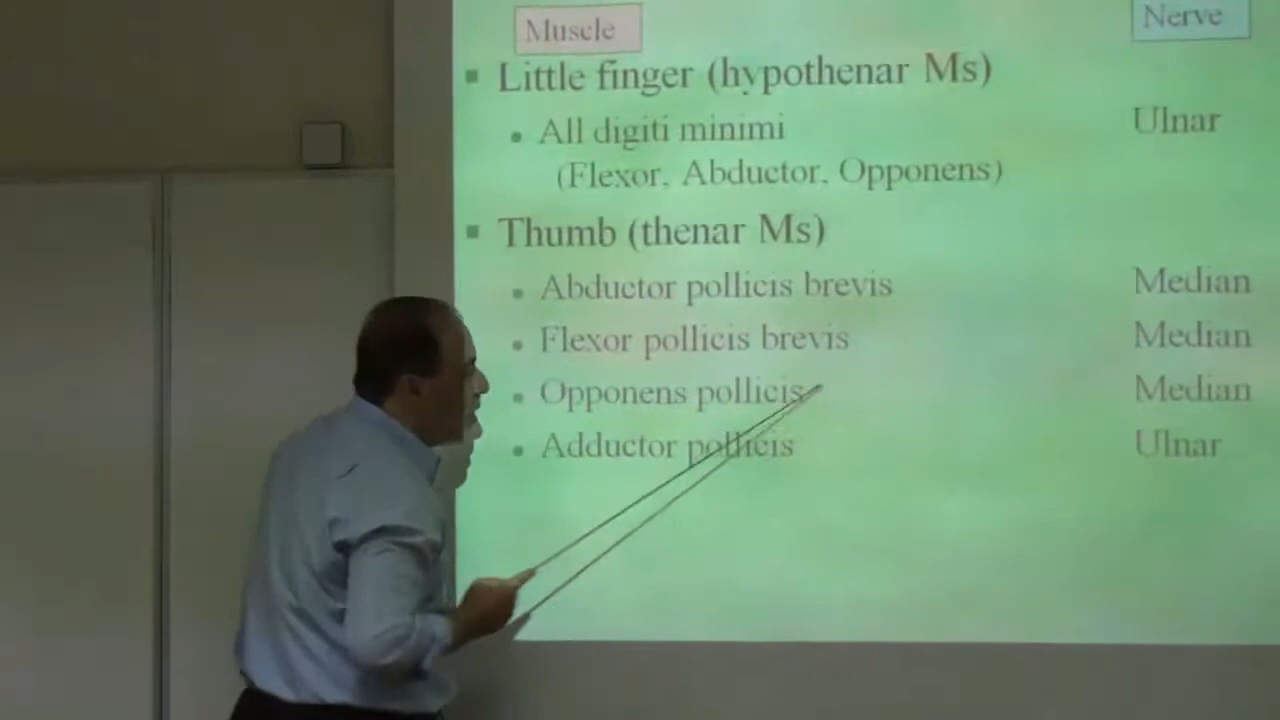 Muscle Nerve
Little finger (hypothenar Ms)
All digiti minimi Ulnar
(Flexor, Abductor, Opponens)
Thumb (thenar Ms)
Abductor pollicis brevis Median
Flexor pollicis brevis Median
Opponens pollicis Median
Adductor pollicis Ulnar